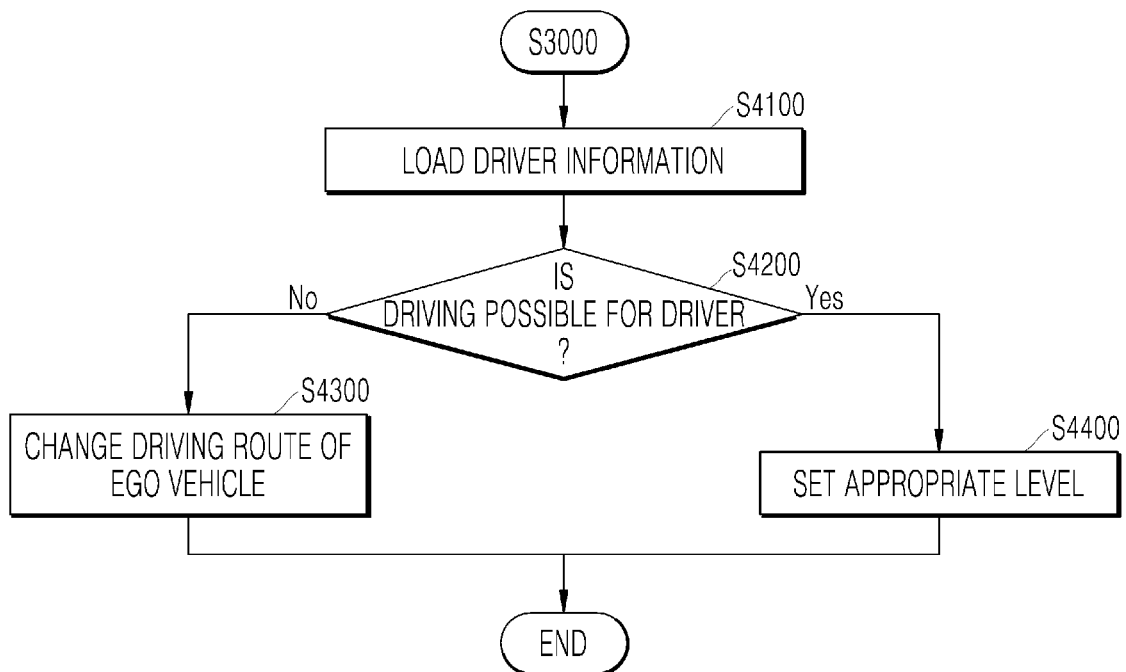 S3000
S4100
LOAD DRIVER INFORMATION
S4200
IS
DRIVING POSSIBLE FOR DRIVER
?
No
Yes
S4300
CHANGE DRIVING ROUTE OF
EGO VEHICLE
S4400
SET APPROPRIATE LEVEL
END